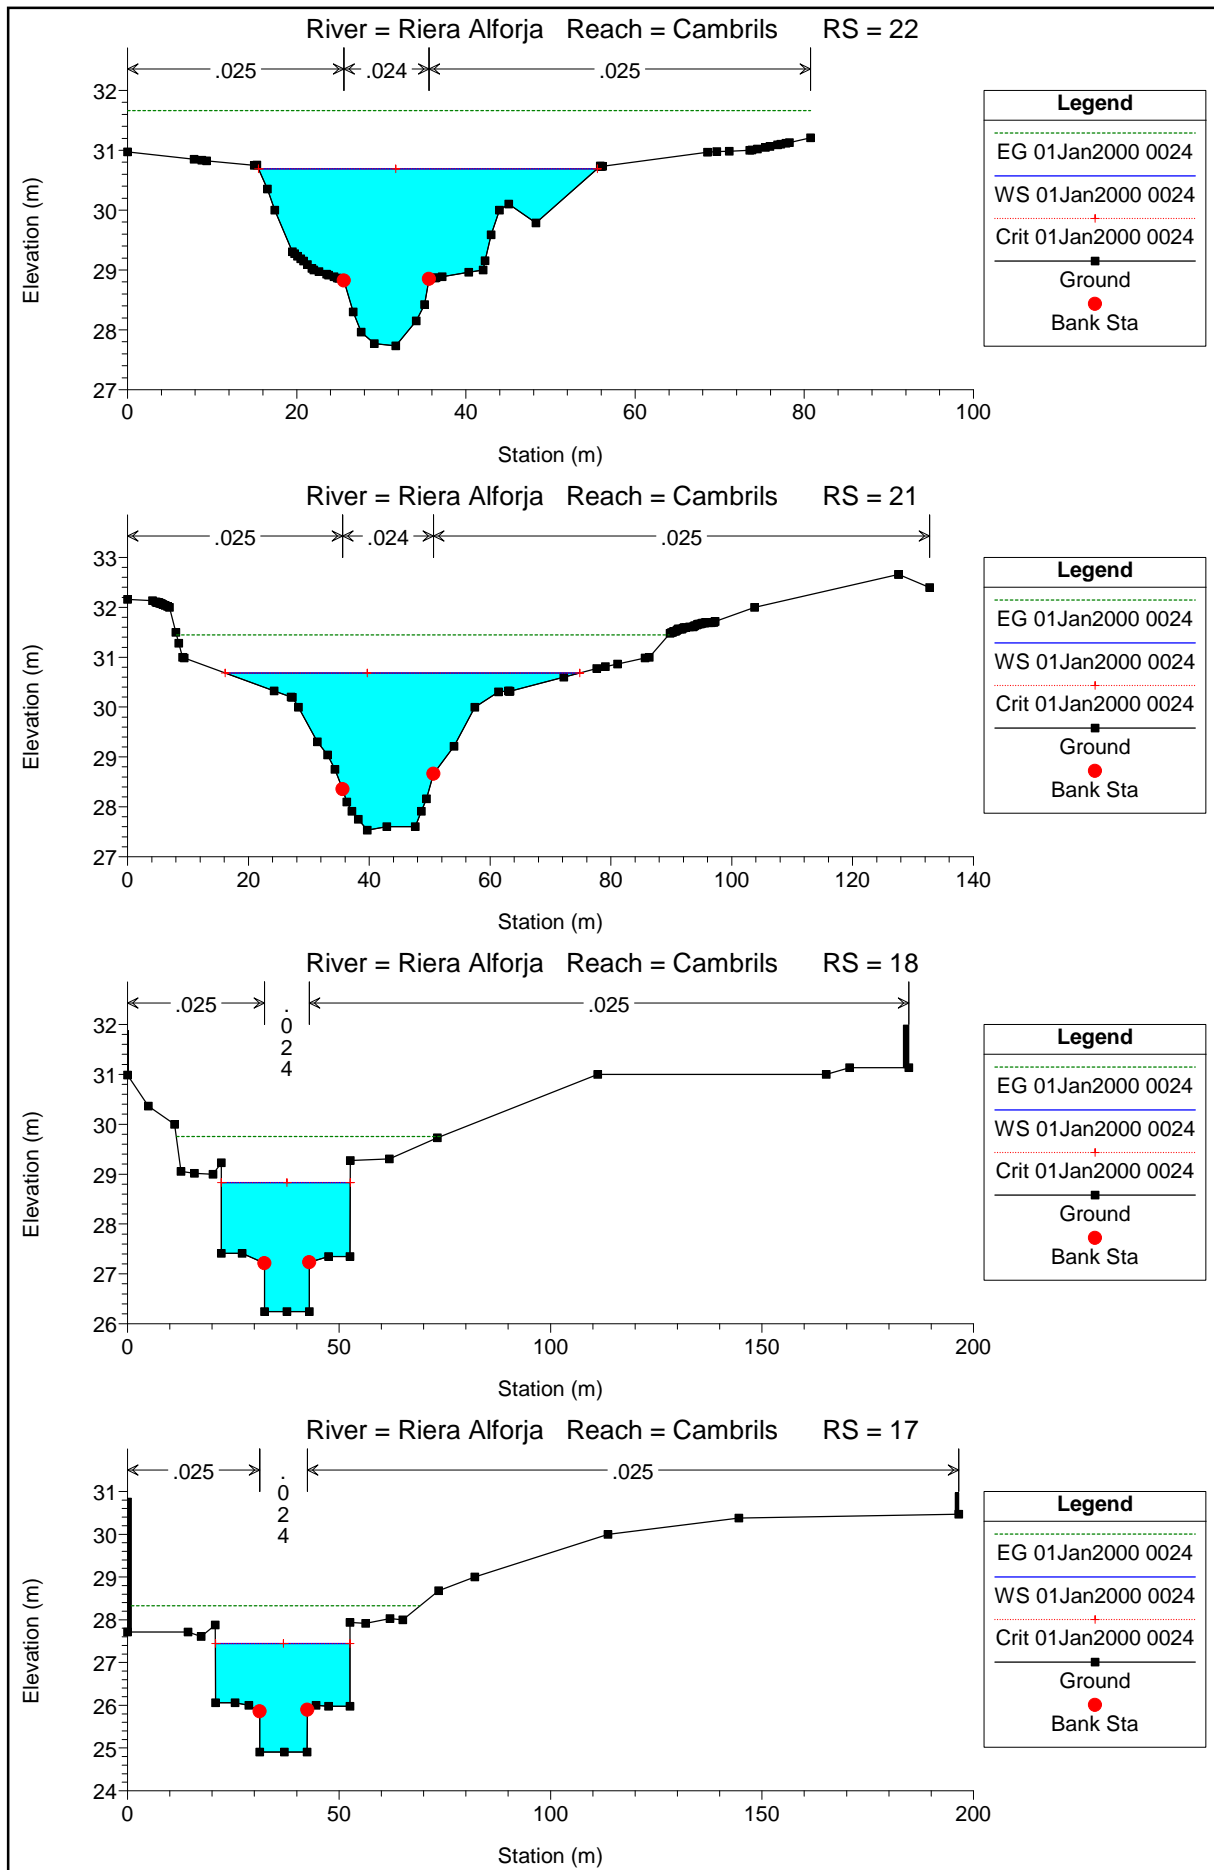 River = Riera Alforja   Reach = Cambrils      RS = 22
.025 .024 .025
32
31
30
29
28
27
Elevation (m)
0 20 40 60 80 100
Station (m)
Legend
EG 01Jan2000 0024
WS 01Jan2000 0024
Crit 01Jan2000 0024
Ground
Bank Sta
River = Riera Alforja   Reach = Cambrils      RS = 21
.025 .024 .025
33
32
31
30
29
28
27
Elevation (m)
0 20 40 60 80 100 120 140
Station (m)
Legend
EG 01Jan2000 0024
WS 01Jan2000 0024
Crit 01Jan2000 0024
Ground
Bank Sta
River = Riera Alforja   Reach = Cambrils      RS = 18
.025 .024 .025
32
31
30
29
28
27
26
Elevation (m)
0 50 100 150 200
Station (m)
Legend
EG 01Jan2000 0024
WS 01Jan2000 0024
Crit 01Jan2000 0024
Ground
Bank Sta
River = Riera Alforja   Reach = Cambrils      RS = 17
.025 .024 .025
31
30
29
28
27
26
25
24
Elevation (m)
0 50 100 150 200
Station (m)
Legend
EG 01Jan2000 0024
WS 01Jan2000 0024
Crit 01Jan2000 0024
Ground
Bank Sta